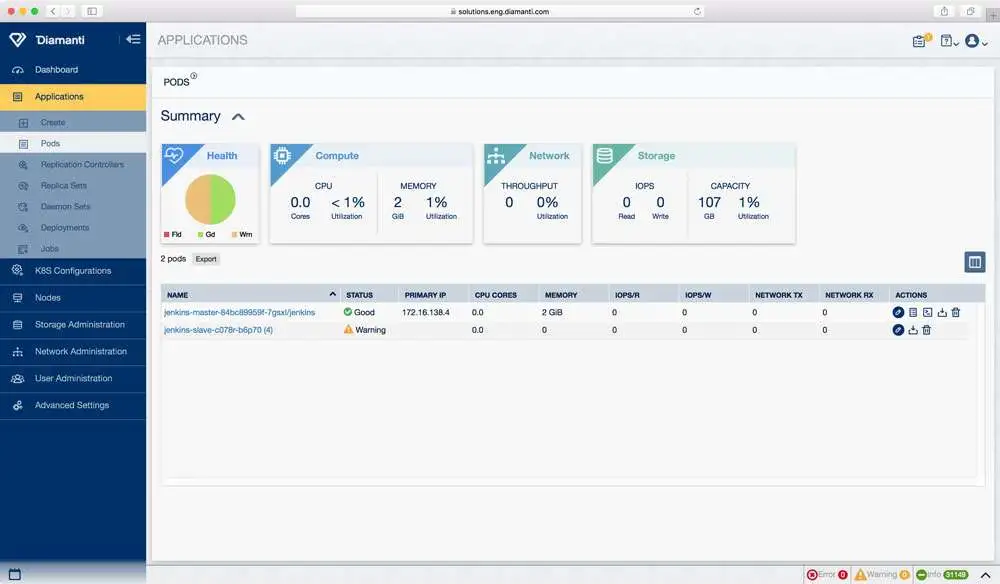 solutions.eng.diamanti.com
Diamanti
APPLICATIONS
1
?
Dashboard
Applications
Create
Pods
Replication Controllers
Replica Sets
Daemon Sets
Deployments
Jobs
K8S Configurations
Nodes
Storage Administration
Network Administration
User Administration
Advanced Settings
PODS ?
Summary
Health
Fld Gd Wrn
Compute
CPU MEMORY
0.0 < 1% 2 1%
Cores Utilization GiB Utilization
Network
THROUGHPUT
0 0%
Utilization
Storage
IOPS CAPACITY
0 0 107 1%
Read Write GB Utilization
2 pods Export
NAME STATUS PRIMARY IP CPU CORES MEMORY IOPS/R IOPS/W NETWORK TX NETWORK RX ACTIONS
jenkins-master-84bc89959f-7gsxl/jenkins Good 172.16.138.4 0.0 2 GiB 0 0 0 0
jenkins-slave-c078r-b6p70 (4) Warning 0.0 0 0 0 0 0
Error 0 Warning 0 Info 31149